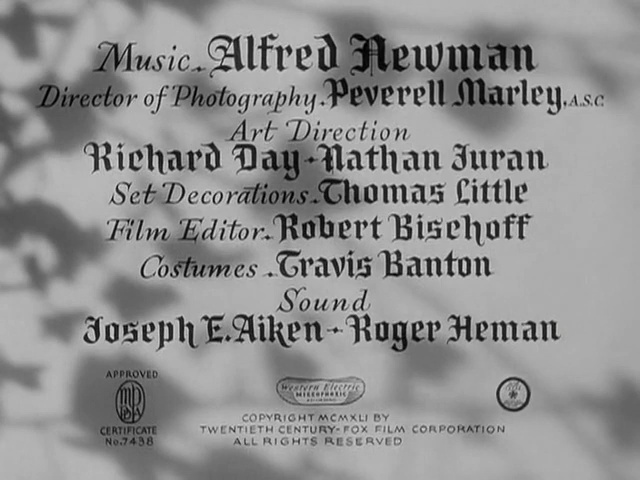 Music. Alfred Newman
Director of Photography. Peverell Marley, A.S.C
Art Direction
Richard Day - Nathan Juran
Set Decorations. Thomas Little
Film Editor. Robert Bischoff
Costumes . Travis Banton
Sound
Joseph E. Aiken - Roger Heman
APPROVED
MPPDA
CERTIFICATE
No. 7438
Western Electric
MIRROPHONIC
COPYRIGHT MCMXLI BY
TWENTIETH CENTURY-FOX FILM CORPORATION
ALL RIGHTS RESERVED